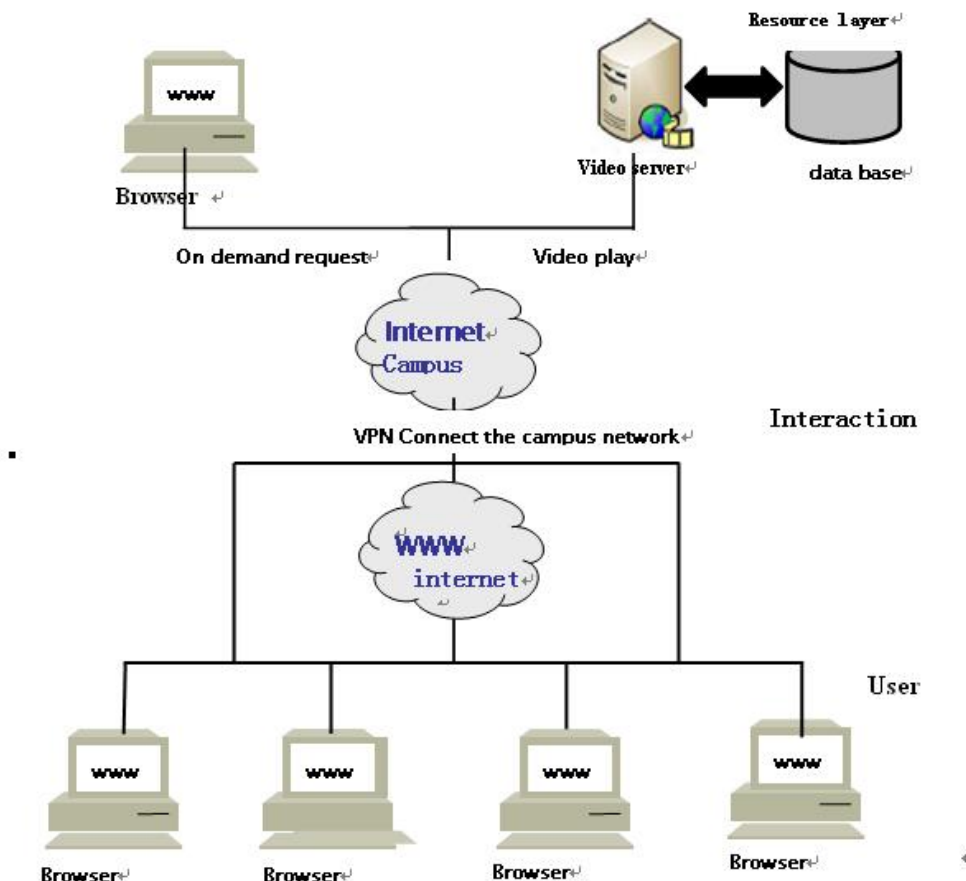 Resource layer
www
Video server
data base
Browser
On demand request
Video play
Internet
Campus
Interaction
VPN Connect the campus network
WWW
internet
User
www
www
www
www
Browser
Browser
Browser
Browser